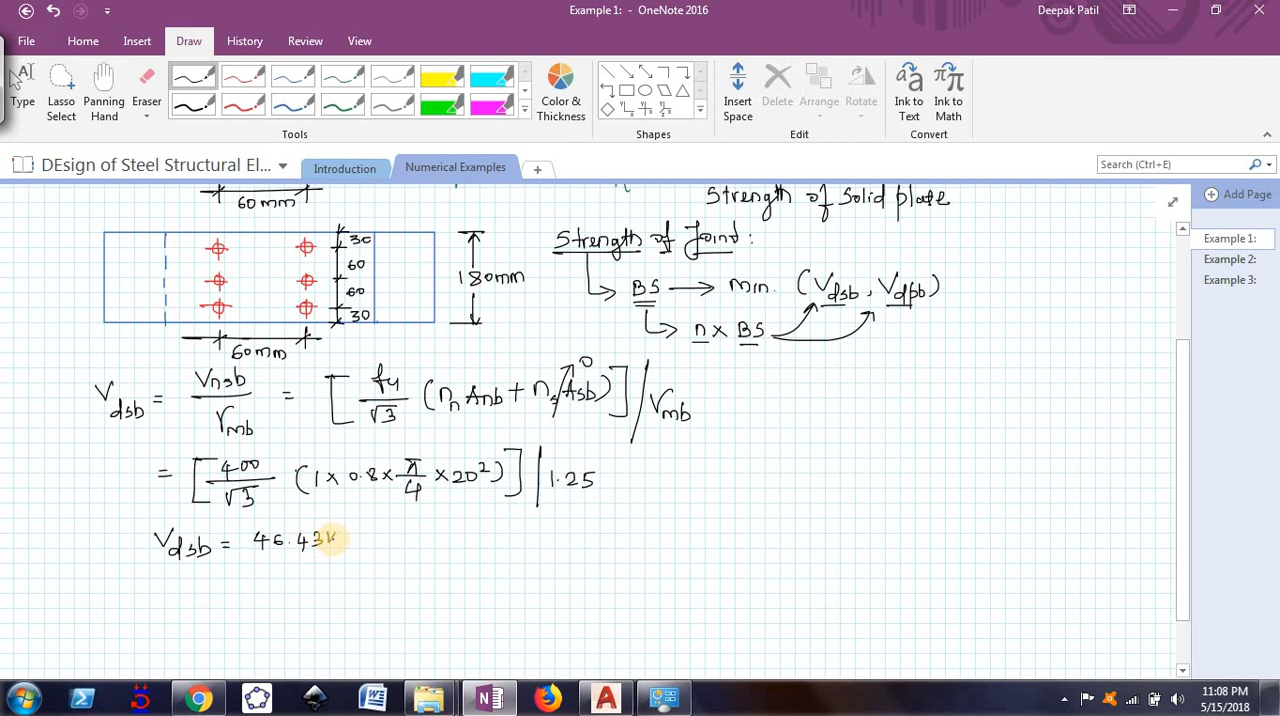 Example 1: - OneNote 2016
Deepak Patil
File Home Insert Draw History Review View
Type
Lasso Select
Panning Hand
Eraser
Color & Thickness
Insert Space
Delete
Arrange
Rotate
Ink to Text
Ink to Math
Tools
Shapes
Edit
Convert
DEsign of Steel Structural El...
Introduction
Numerical Examples
Search (Ctrl+E)
Add Page
Example 1:
Example 2:
Example 3:
60mm
Strength of Solid plate
30
60
60
30
180mm
60mm
Strength of Joint:
BS → min. (Vdsb, Vdpb)
n × BS
Vdsb = Vnsb / γmb = [fu/√3 (nn Anb + ns Asb)] / γmb
0
= [400/√3 (1 × 0.8 × π/4 × 20²)] / 1.25
Vdsb = 46.43k
11:08 PM
5/15/2018